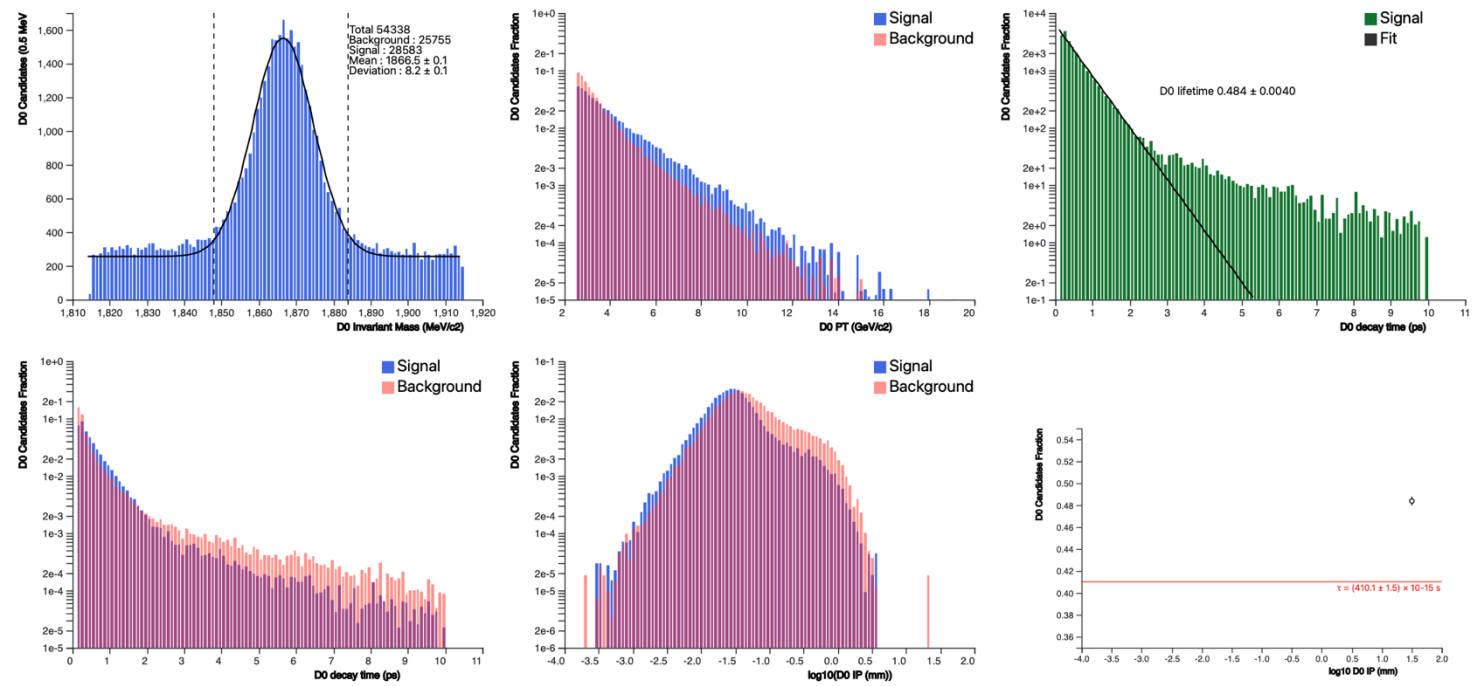 D0 Candidates (0.5 MeV
1,600
1,400
1,200
1,000
800
600
400
200
0
Total 54338
Background : 25755
Signal : 28583
Mean : 1866.5 ± 0.1
Deviation : 8.2 ± 0.1
1,810 1,820 1,830 1,840 1,850 1,860 1,870 1,880 1,890 1,900 1,910 1,920
D0 Invariant Mass (MeV/c2)
D0 Candidates Fraction
1e+0
2e-1
1e-1
2e-2
1e-2
2e-3
1e-3
2e-4
1e-4
2e-5
1e-5
Signal
Background
2 4 6 8 10 12 14 16 18 20
D0 PT (GeV/c2)
D0 Candidates Fraction
1e+4
2e+3
1e+3
2e+2
1e+2
2e+1
1e+1
2e+0
1e+0
2e-1
1e-1
Signal
Fit
D0 lifetime 0.484 ± 0.0040
0 1 2 3 4 5 6 7 8 9 10 11
D0 decay time (ps)
D0 Candidates Fraction
1e+0
2e-1
1e-1
2e-2
1e-2
2e-3
1e-3
2e-4
1e-4
2e-5
1e-5
Signal
Background
0 1 2 3 4 5 6 7 8 9 10 11
D0 decay time (ps)
D0 Candidates Fraction
1e-1
2e-2
1e-2
2e-3
1e-3
2e-4
1e-4
2e-5
1e-5
2e-6
1e-6
Signal
Background
-4.0 -3.5 -3.0 -2.5 -2.0 -1.5 -1.0 -0.5 0.0 0.5 1.0 1.5 2.0
log10(D0 IP (mm))
D0 Candidates Fraction
0.54
0.52
0.50
0.48
0.46
0.44
0.42
0.40
0.38
0.36
τ = (410.1 ± 1.5) × 10-15 s
-4.0 -3.5 -3.0 -2.5 -2.0 -1.5 -1.0 -0.5 0.0 0.5 1.0 1.5 2.0
log10 D0 IP (mm)